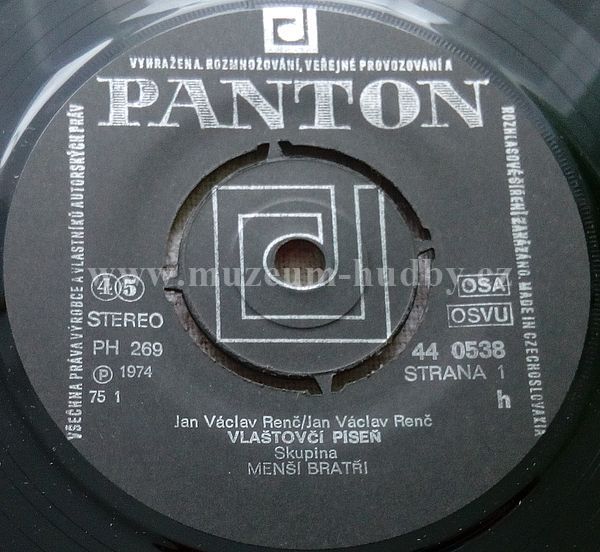 VYHRAŽENA. ROZMNOŽOVÁNÍ, VEŘEJNÉ PROVOZOVÁNÍ A
PANTON
VŠECHNA PRÁVA VÝROBCE A VLASTNÍKŮ AUTORSKÝCH PRÁV
ROZHLASOVÉ ŠÍŘENÍ ZAKÁZÁNO. MADE IN CZECHOSLOVAKIA
www.muzeum-hudby.cz
45
STEREO
PH 269
℗ 1974
75 1
OSA
OSVU
44 0538
STRANA 1
h
Jan Václav Renč/Jan Václav Renč
VLAŠTOVČÍ PÍSEŇ
Skupina
MENŠÍ BRATŘI